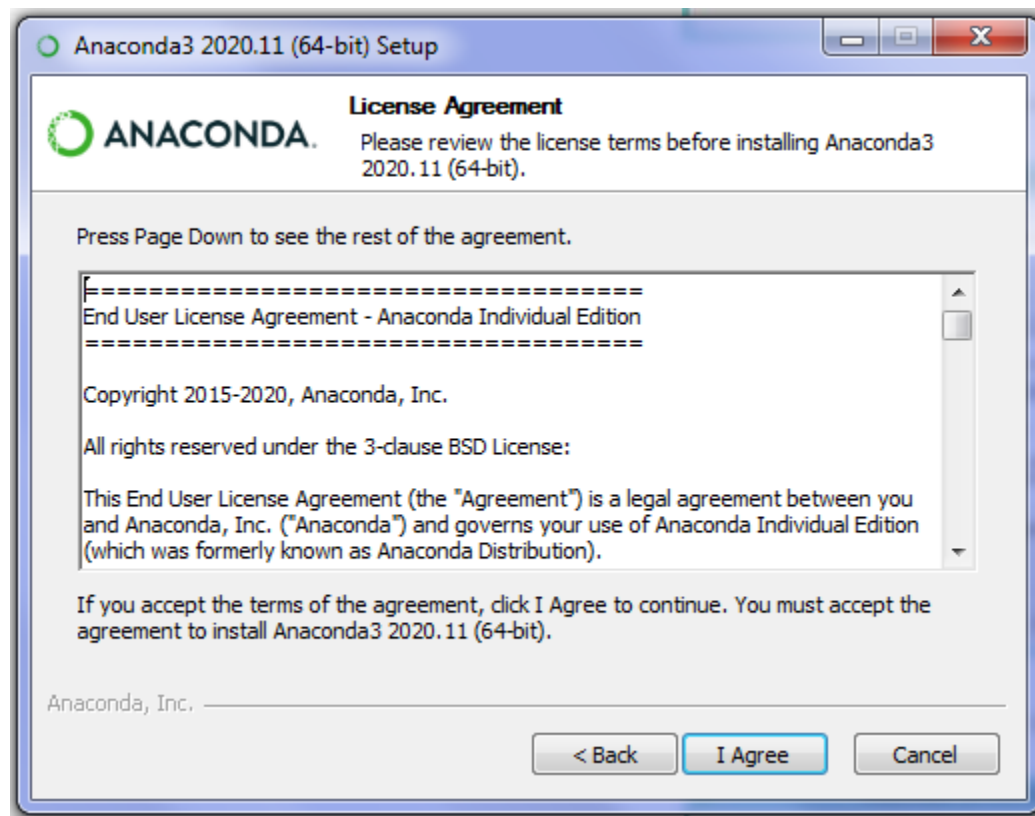 Anaconda3 2020.11 (64-bit) Setup
ANACONDA.
License Agreement
Please review the license terms before installing Anaconda3
2020.11 (64-bit).
Press Page Down to see the rest of the agreement.
===================================
End User License Agreement - Anaconda Individual Edition
===================================
Copyright 2015-2020, Anaconda, Inc.
All rights reserved under the 3-clause BSD License:
This End User License Agreement (the "Agreement") is a legal agreement between you
and Anaconda, Inc. ("Anaconda") and governs your use of Anaconda Individual Edition
(which was formerly known as Anaconda Distribution).
If you accept the terms of the agreement, click I Agree to continue. You must accept the
agreement to install Anaconda3 2020.11 (64-bit).
Anaconda, Inc.
< Back
I Agree
Cancel